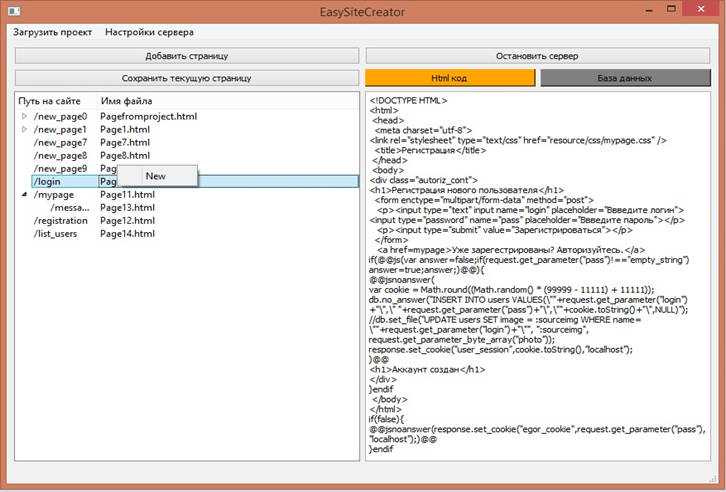 EasySiteCreator
Загрузить проект Настройки сервера
Добавить страницу
Остановить сервер
Сохранить текущую страницу
Html код
База данных
Путь на сайте Имя файла
/new_page0 Pagefromproject.html
/new_page1 Page1.html
/new_page7 Page7.html
/new_page8 Page8.html
/new_page9 Pag
/login Page
New
/mypage Page11.html
/messa... Page13.html
/registration Page12.html
/list_users Page14.html
<!DOCTYPE HTML>
<html>
<head>
<meta charset="utf-8">
<link rel="stylesheet" type="text/css" href="resource/css/mypage.css" />
<title>Регистрация</title>
</head>
<body>
<div class="autoriz_cont">
<h1>Регистрация нового пользователя</h1>
<form enctype="multipart/form-data" method="post">
<p><input type="text" input name="login" placeholder="Ввведите логин">
<input type="password" name="pass" placeholder="Ввведите пароль"></p>
<p><input type="submit" value="Зарегистрироваться"></p>
</form>
<a href=mypage>Уже зарегестрированы? Авторизуйтесь.</a>
if(@@js(var answer=false;if(request.get_parameter("pass")!=="empty_string")
answer=true;answer;)@@){
@@jsnoanswer(
var cookie = Math.round((Math.random() * (99999 - 11111) + 11111));
db.no_answer("INSERT INTO users VALUES(\""+request.get_parameter("login")
+"\",\" "+request.get_parameter("pass")+"\",\""+cookie.toString()+"\",NULL)");
//db.set_file("UPDATE users SET image = :sourceimg WHERE name=
\""+request.get_parameter("login")+"\"", ":sourceimg",
request.get_parameter_byte_array("photo"));
response.set_cookie("user_session",cookie.toString(),"localhost");
)@@
<h1>Аккаунт создан</h1>
</div>
}endif
</body>
</html>
if(false){
@@jsnoanswer(response.set_cookie("egor_cookie",request.get_parameter("pass"),
"localhost");)@@
}endif